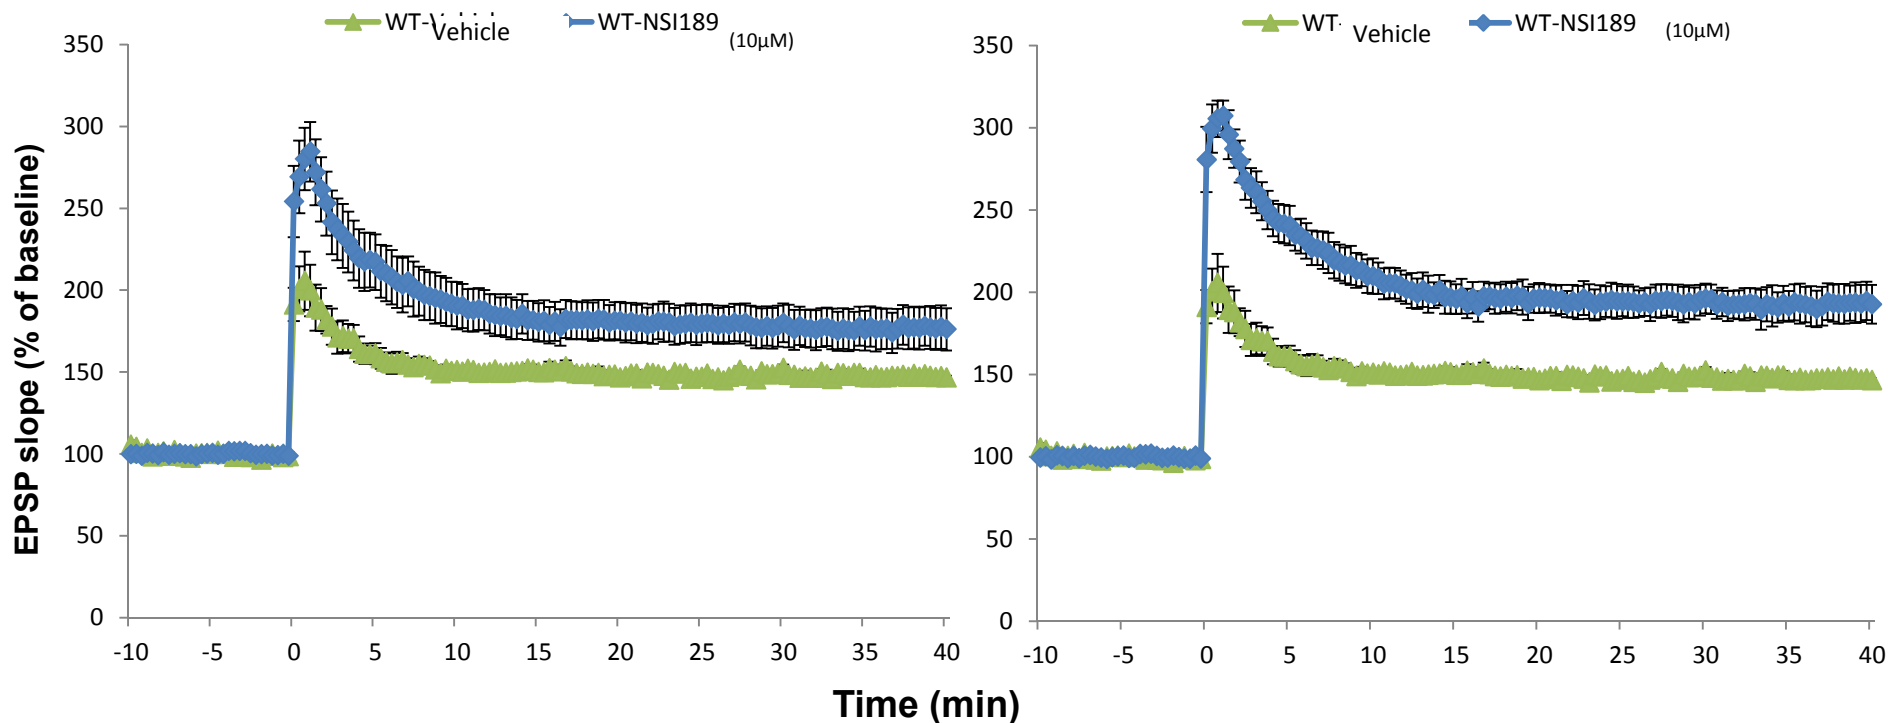 WT-Vehicle WT-NSI189 (10µM)
WT- Vehicle WT-NSI189 (10µM)
EPSP slope (% of baseline)
350
300
250
200
150
100
50
0
-10 -5 0 5 10 15 20 25 30 35 40
350
300
250
200
150
100
50
0
-10 -5 0 5 10 15 20 25 30 35 40
Time (min)